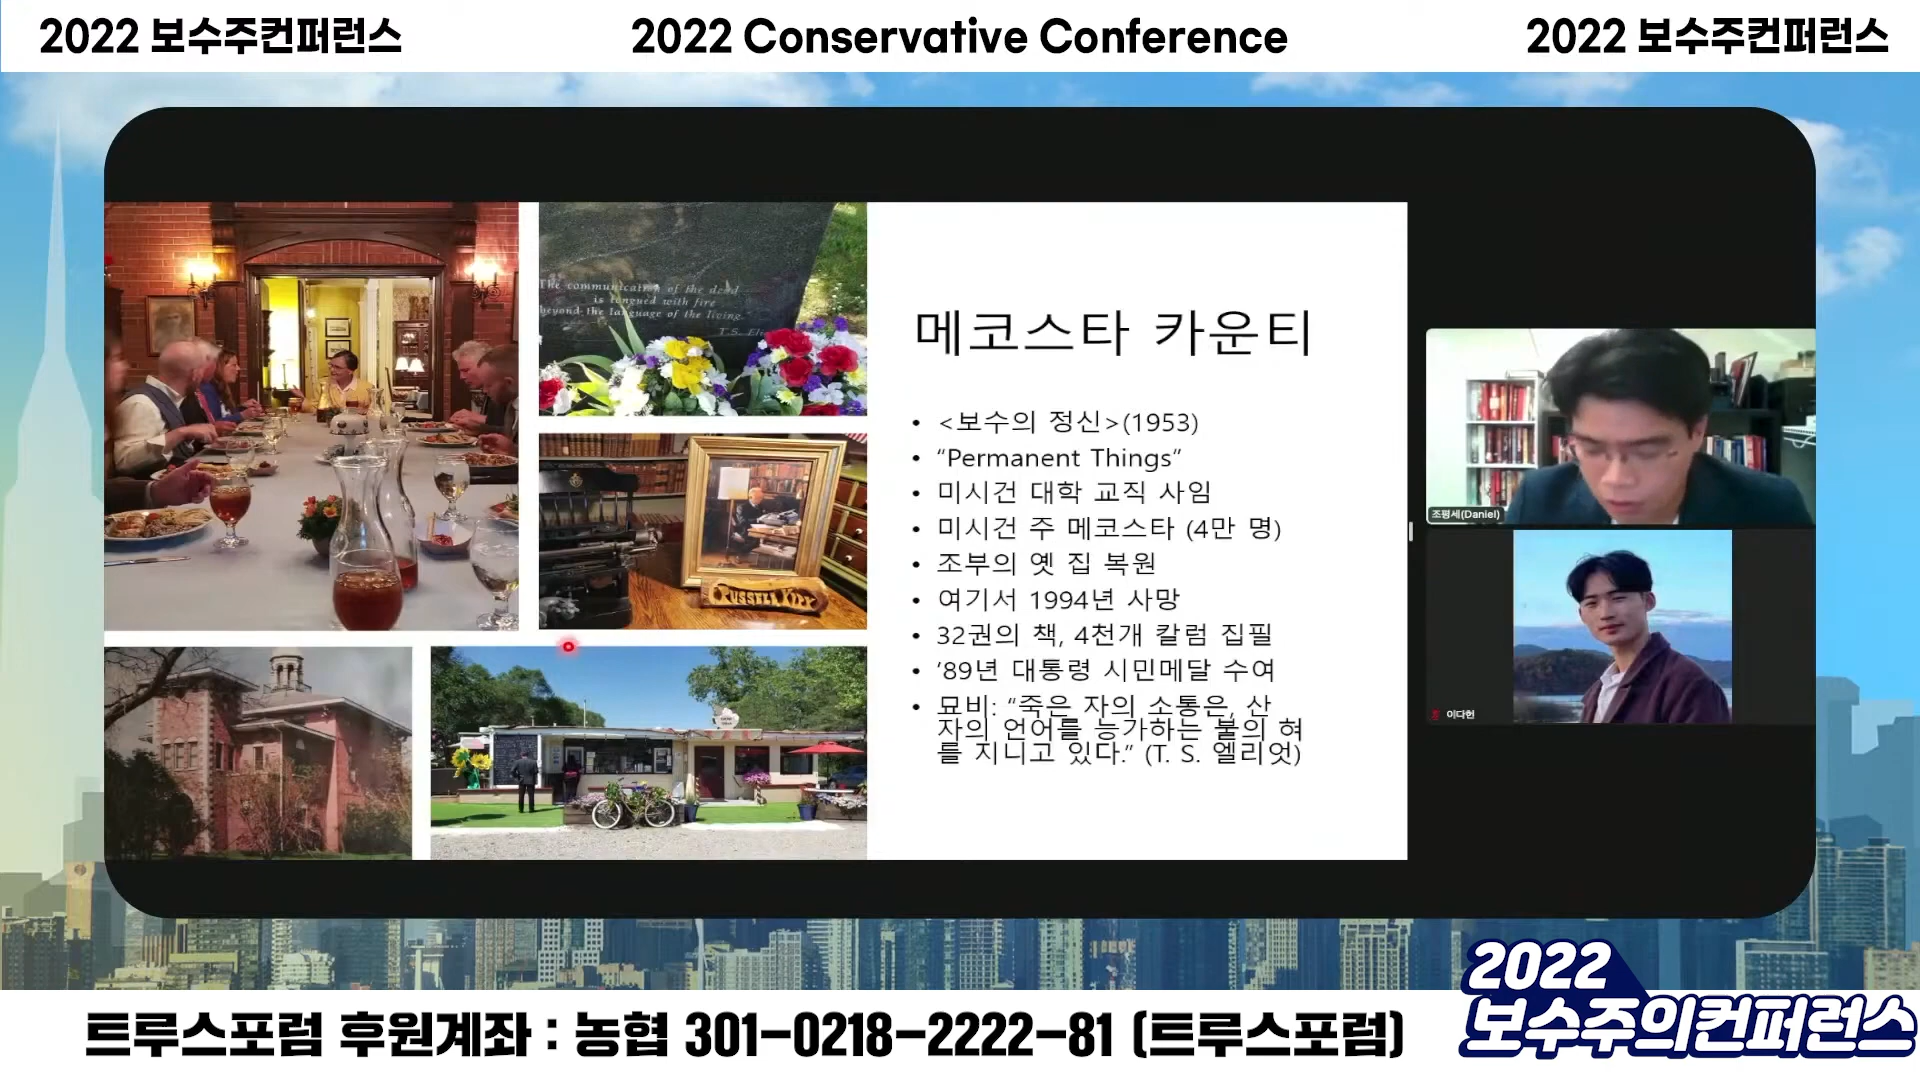 2022 보수주컨퍼런스
2022 Conservative Conference
2022 보수주컨퍼런스
The communication of the dead
is tongued with fire
beyond the language of the living.
T.S.
RUSSELL KIRK
메코스타 카운티
• <보수의 정신>(1953)
• “Permanent Things”
• 미시건 대학 교직 사임
• 미시건 주 메코스타 (4만 명)
• 조부의 옛 집 복원
• 여기서 1994년 사망
• 32권의 책, 4천개 칼럼 집필
• ’89년 대통령 시민메달 수여
• 묘비: “죽은 자의 소통은, 산
자의 언어를 능가하는 불의 혀
를 지니고 있다.” (T. S. 엘리엇)
조평세(Daniel)
이다헌
2022
보수주의컨퍼런스
트루스포럼 후원계좌 : 농협 301-0218-2222-81 (트루스포럼)